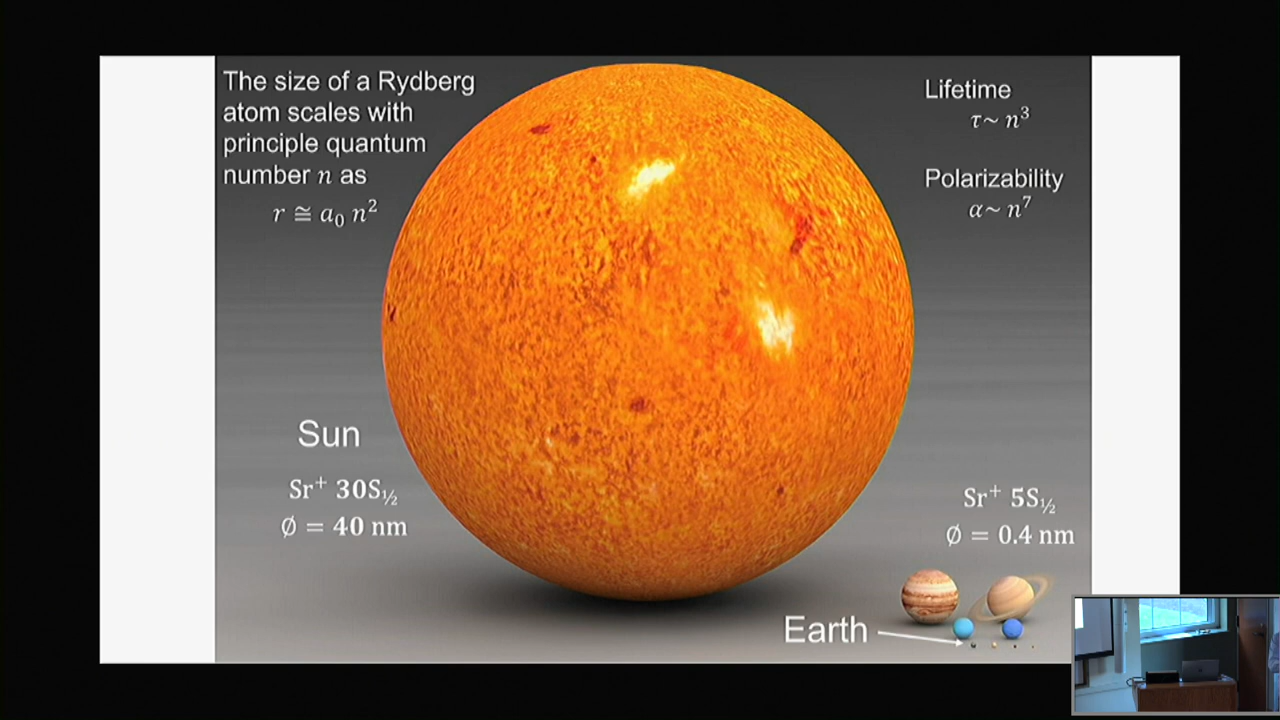 The size of a Rydberg
atom scales with
principle quantum
number n as
r ≅ a₀ n²
Lifetime
τ~ n³
Polarizability
α~ n⁷
Sun
Sr⁺ 30S½
Ø = 40 nm
Sr⁺ 5S½
Ø = 0.4 nm
Earth